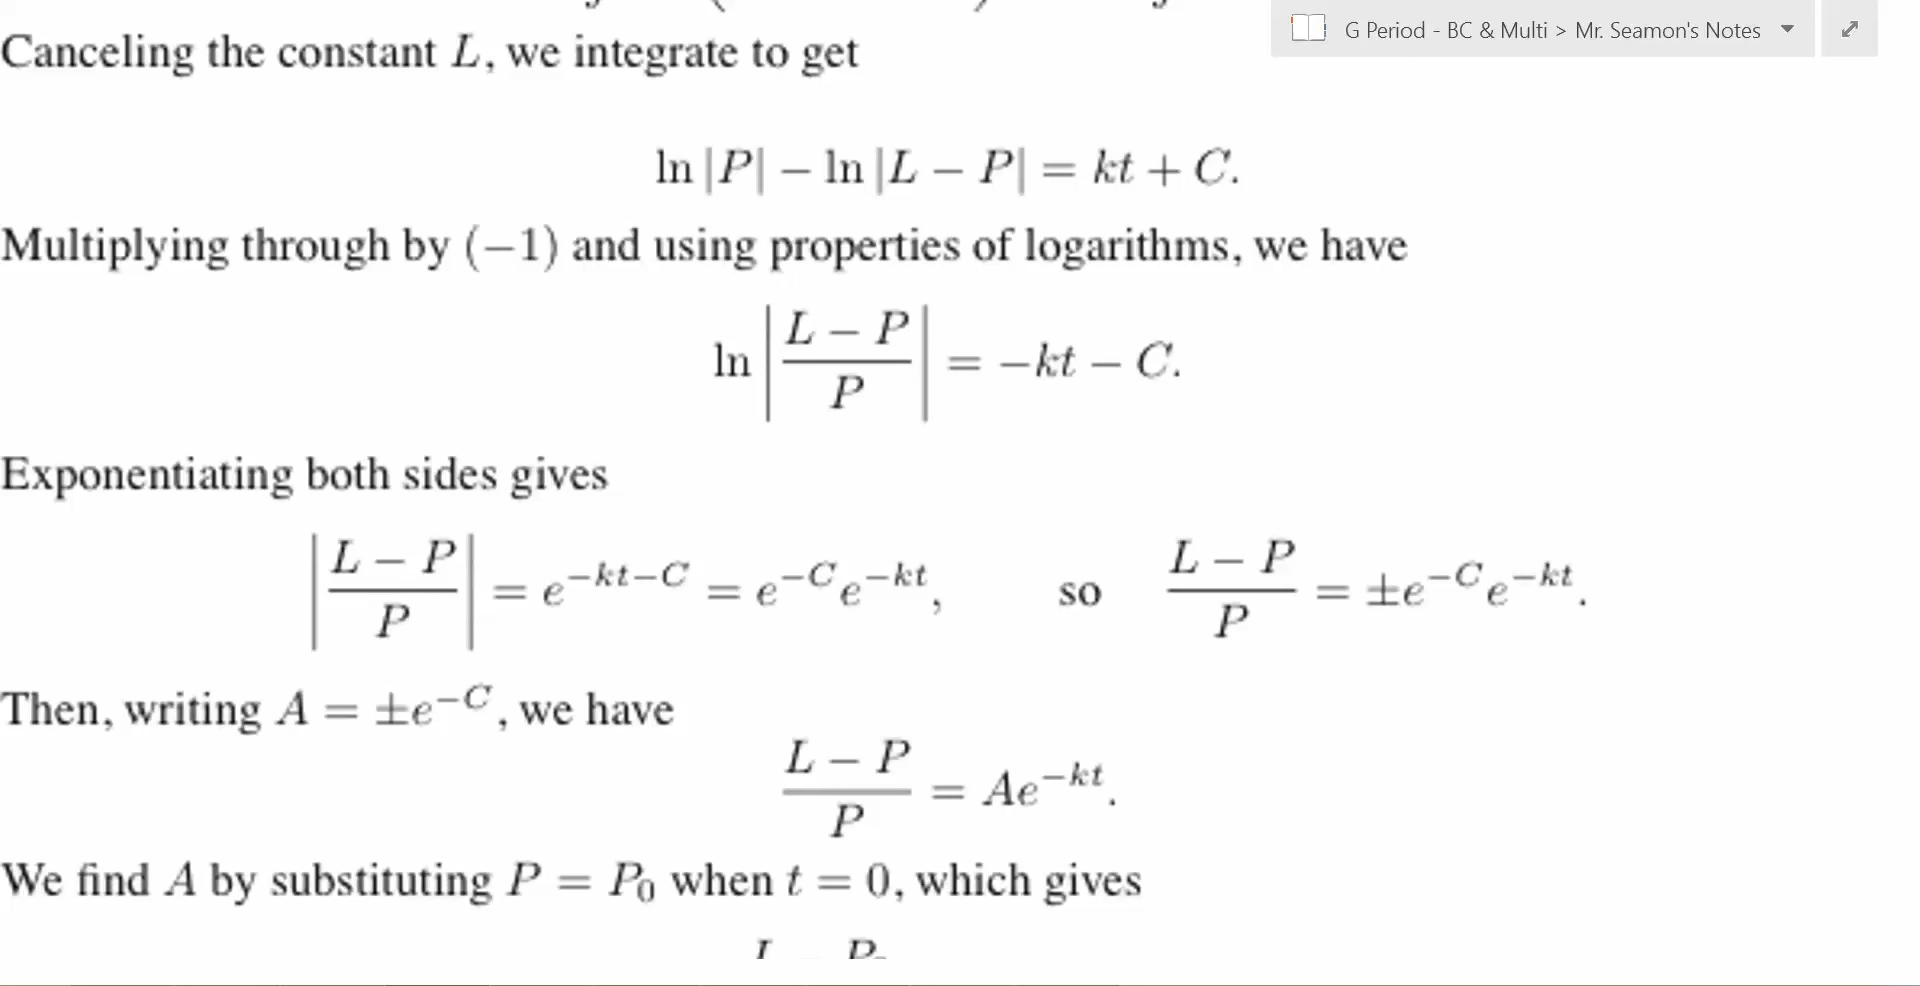 G Period - BC & Multi > Mr. Seamon's Notes
Canceling the constant L, we integrate to get
ln |P| − ln |L − P| = kt + C.
Multiplying through by (−1) and using properties of logarithms, we have
ln |(L − P)/P| = −kt − C.
Exponentiating both sides gives
|(L − P)/P| = e^{−kt−C} = e^{−C}e^{−kt}, so (L − P)/P = ±e^{−C}e^{−kt}.
Then, writing A = ±e^{−C}, we have
(L − P)/P = Ae^{−kt}.
We find A by substituting P = P₀ when t = 0, which gives